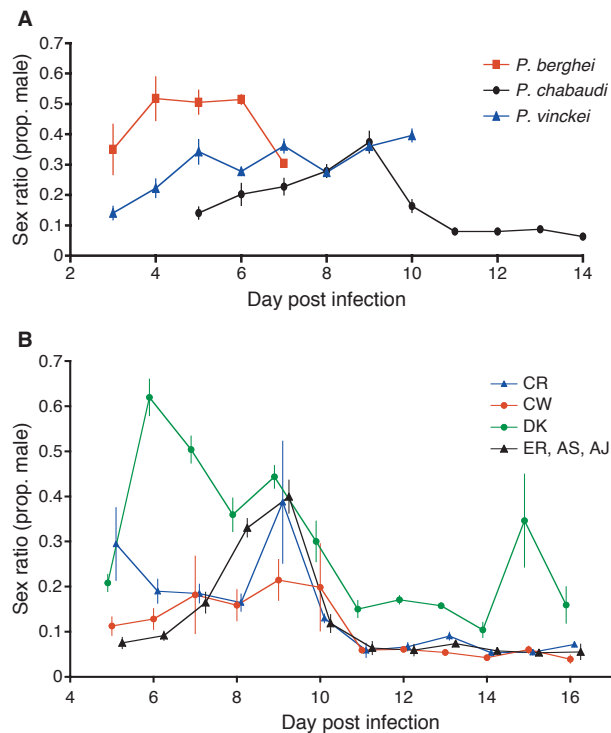 A
0.7
0.6
0.5
0.4
0.3
0.2
0.1
0
Sex ratio (prop. male)
P. berghei
P. chabaudi
P. vinckei
2 4 6 8 10 12 14
Day post infection
B
0.7
0.6
0.5
0.4
0.3
0.2
0.1
0
Sex ratio (prop. male)
CR
CW
DK
ER, AS, AJ
4 6 8 10 12 14 16
Day post infection